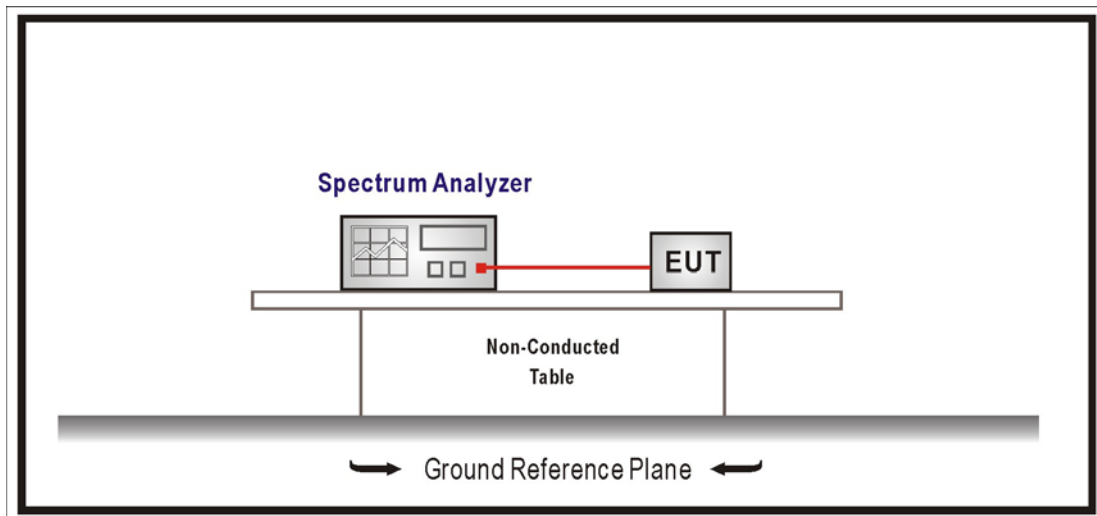 Spectrum Analyzer
EUT
Non-Conducted
Table
Ground Reference Plane